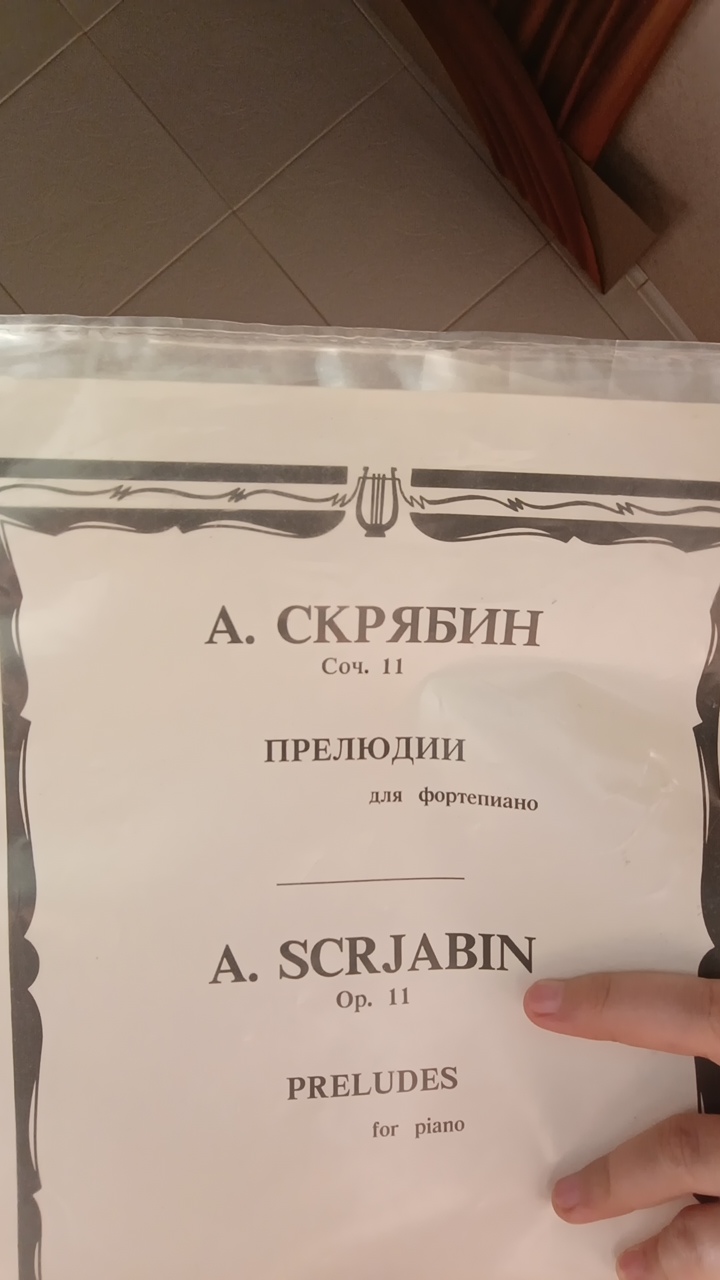 А. СКРЯБИН
Соч. 11
ПРЕЛЮДИИ
для фортепиано
A. SCRJABIN
Op. 11
PRELUDES
for piano